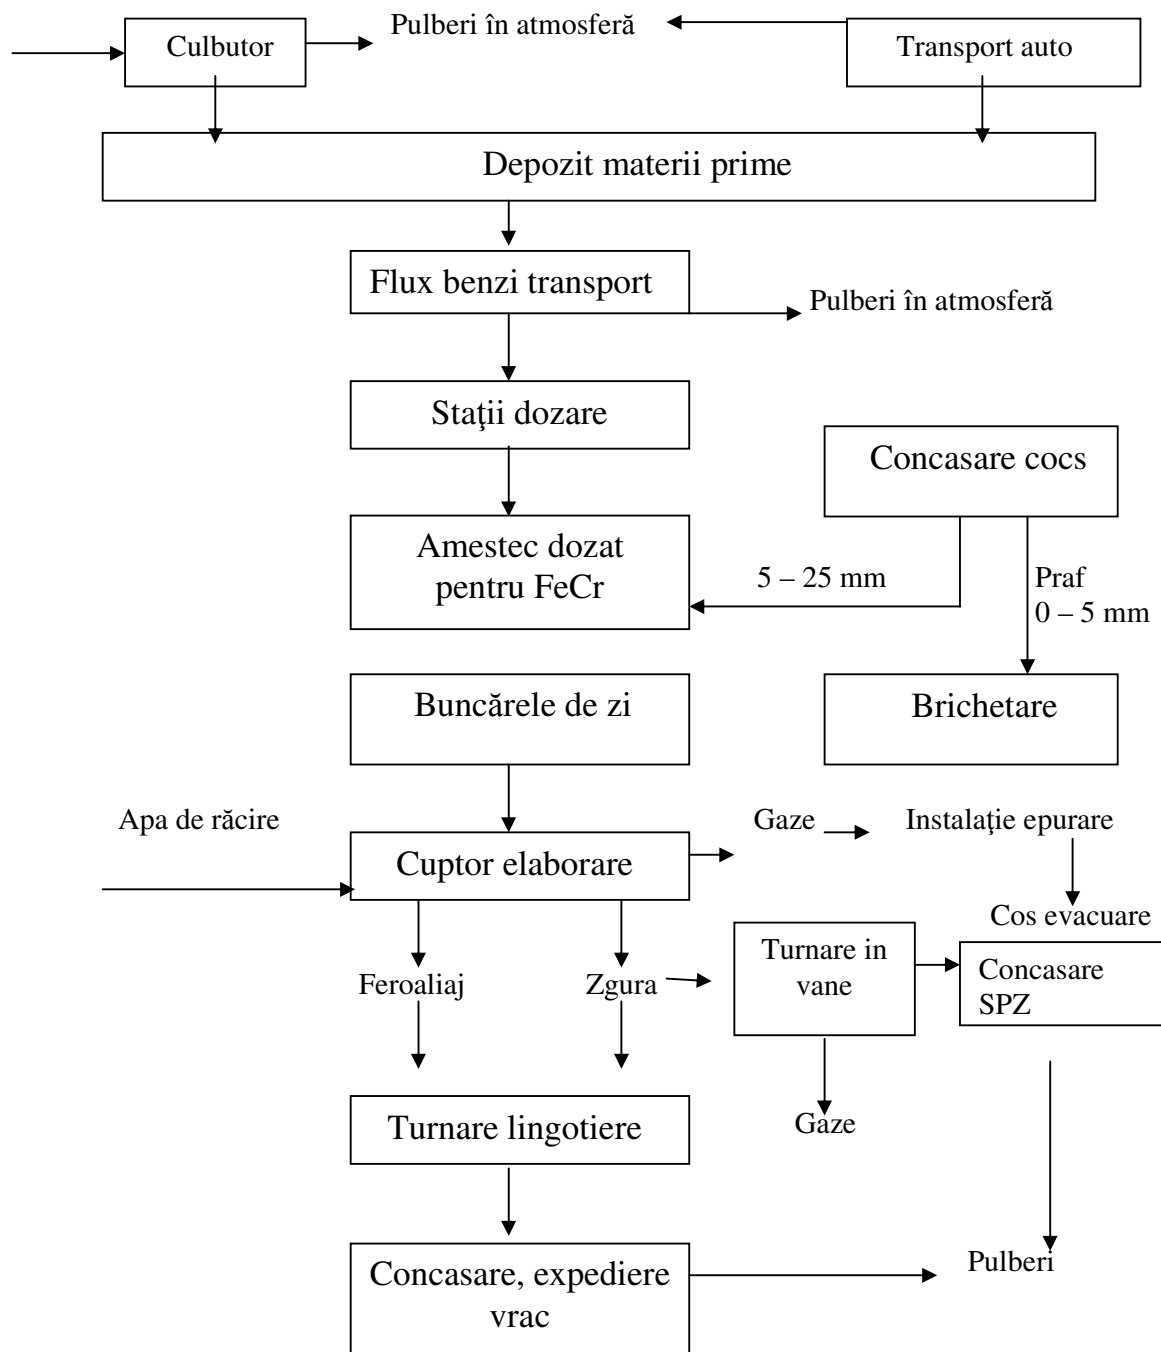 Culbutor
Pulberi în atmosferă
Transport auto
Depozit materii prime
Flux benzi transport
Pulberi în atmosferă
Staţii dozare
Concasare cocs
Amestec dozat
pentru FeCr
5 – 25 mm
Praf
0 – 5 mm
Buncărele de zi
Brichetare
Apa de răcire
Gaze
Instalaţie epurare
Cuptor elaborare
Cos evacuare
Turnare in
vane
Concasare
SPZ
Feroaliaj
Zgura
Turnare lingotiere
Gaze
Concasare, expediere
vrac
Pulberi